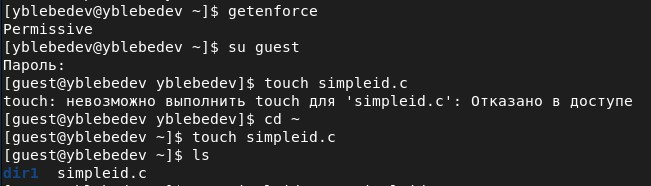 [yblebedev@yblebedev ~]$ getenforce
Permissive
[yblebedev@yblebedev ~]$ su guest
Пароль:
[guest@yblebedev yblebedev]$ touch simpleid.c
touch: невозможно выполнить touch для 'simpleid.c': Отказано в доступе
[guest@yblebedev yblebedev]$ cd ~
[guest@yblebedev ~]$ touch simpleid.c
[guest@yblebedev ~]$ ls
dir1  simpleid.c